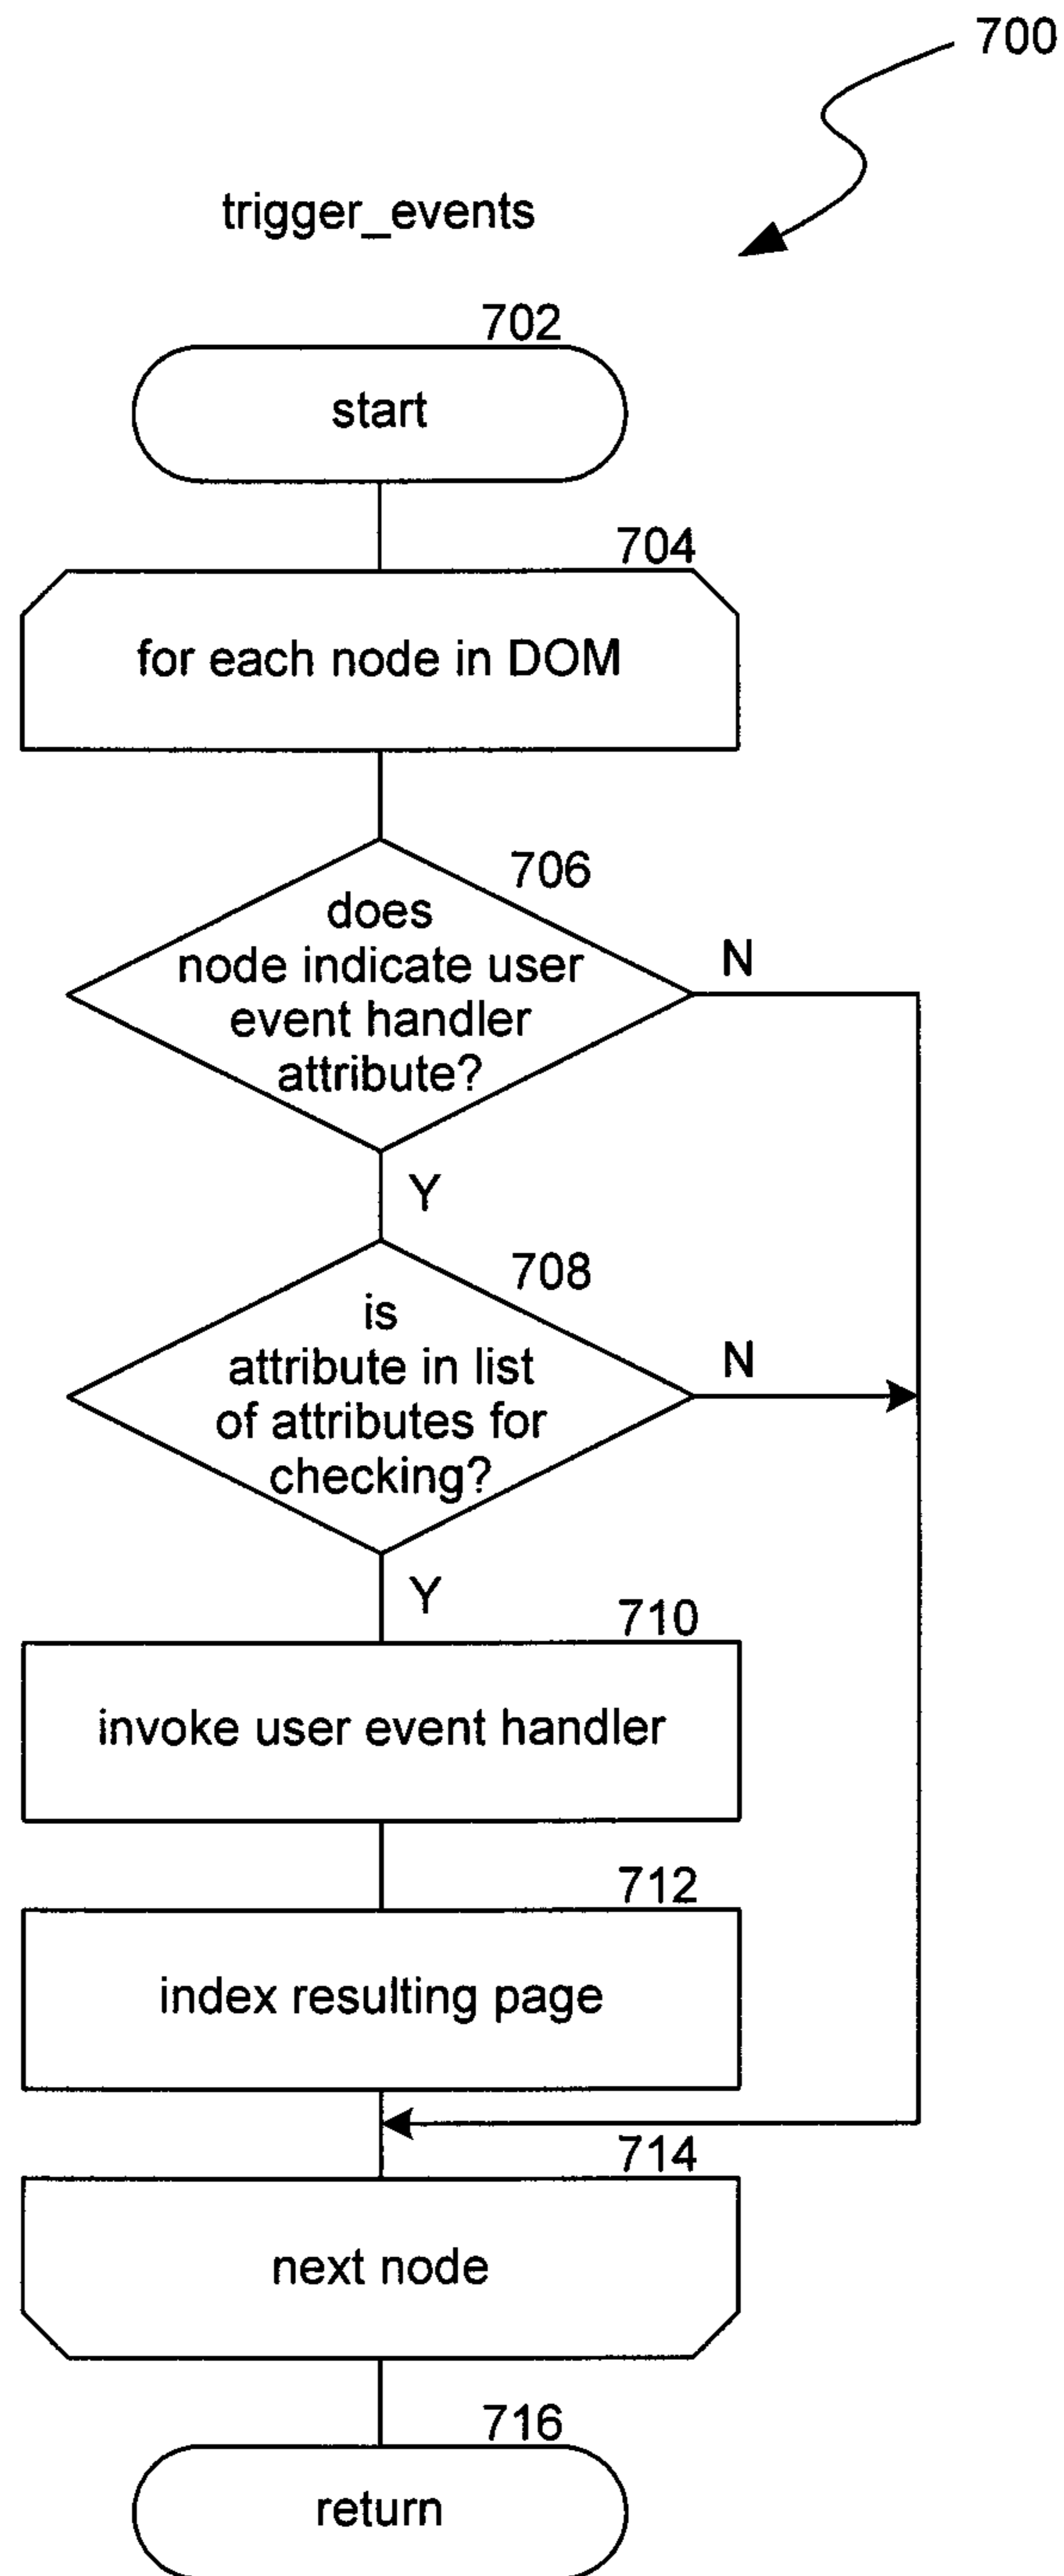 700
trigger_events
702
start
704
for each node in DOM
706
does
node indicate user
event handler
attribute?
N
Y
708
is
attribute in list
of attributes for
checking?
N
Y
710
invoke user event handler
712
index resulting page
714
next node
716
return